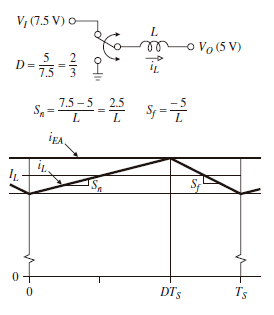 V_I (7.5 V)
L
V_O (5 V)
D = 5/7.5 = 2/3
i_L
S_n = 7.5 – 5/L = 2.5/L
S_f = –5/L
i_EA
I_L
i_L
S_n
S_f
0
0
DT_S
T_S